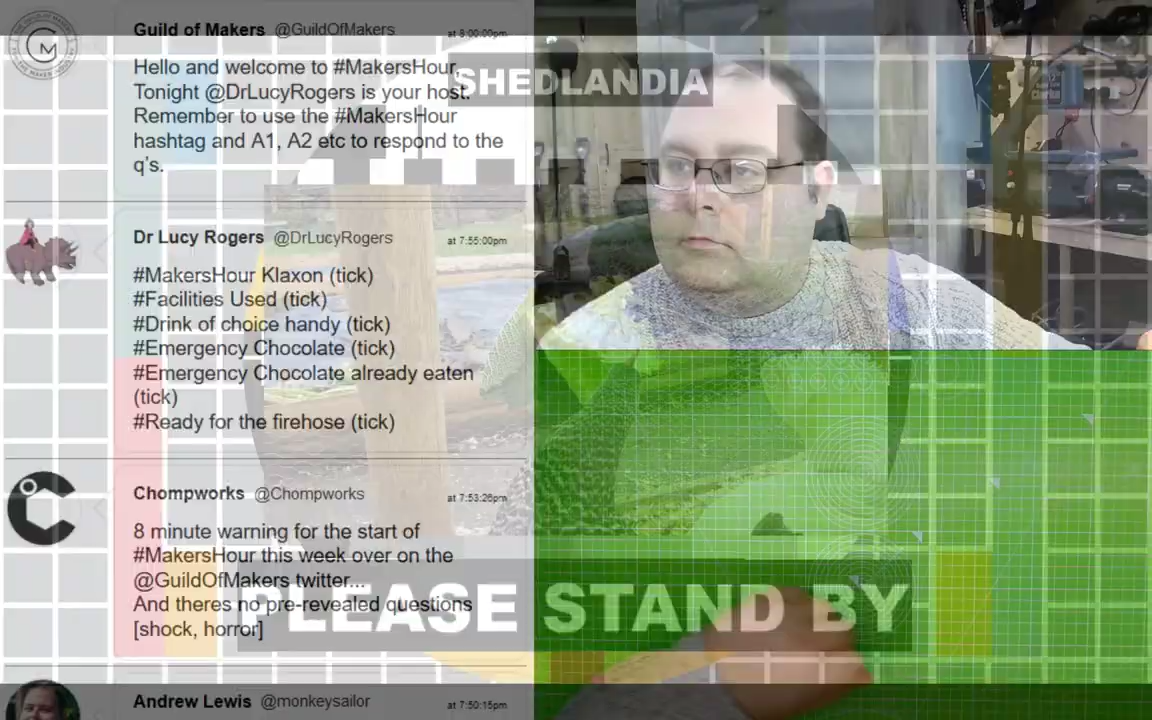 Guild of Makers @GuildOfMakers at 8:00:00pm
Hello and welcome to #MakersHour.
Tonight @DrLucyRogers is your host.
Remember to use the #MakersHour
hashtag and A1, A2 etc to respond to the
q's.
SHEDLANDIA
Dr Lucy Rogers @DrLucyRogers at 7:55:00pm
#MakersHour Klaxon (tick)
#Facilities Used (tick)
#Drink of choice handy (tick)
#Emergency Chocolate (tick)
#Emergency Chocolate already eaten
(tick)
#Ready for the firehose (tick)
Chompworks @Chompworks at 7:53:26pm
8 minute warning for the start of
#MakersHour this week over on the
@GuildOfMakers twitter...
And theres no pre-revealed questions
[shock, horror]
PLEASE STAND BY
Andrew Lewis @monkeysailor at 7:50:15pm